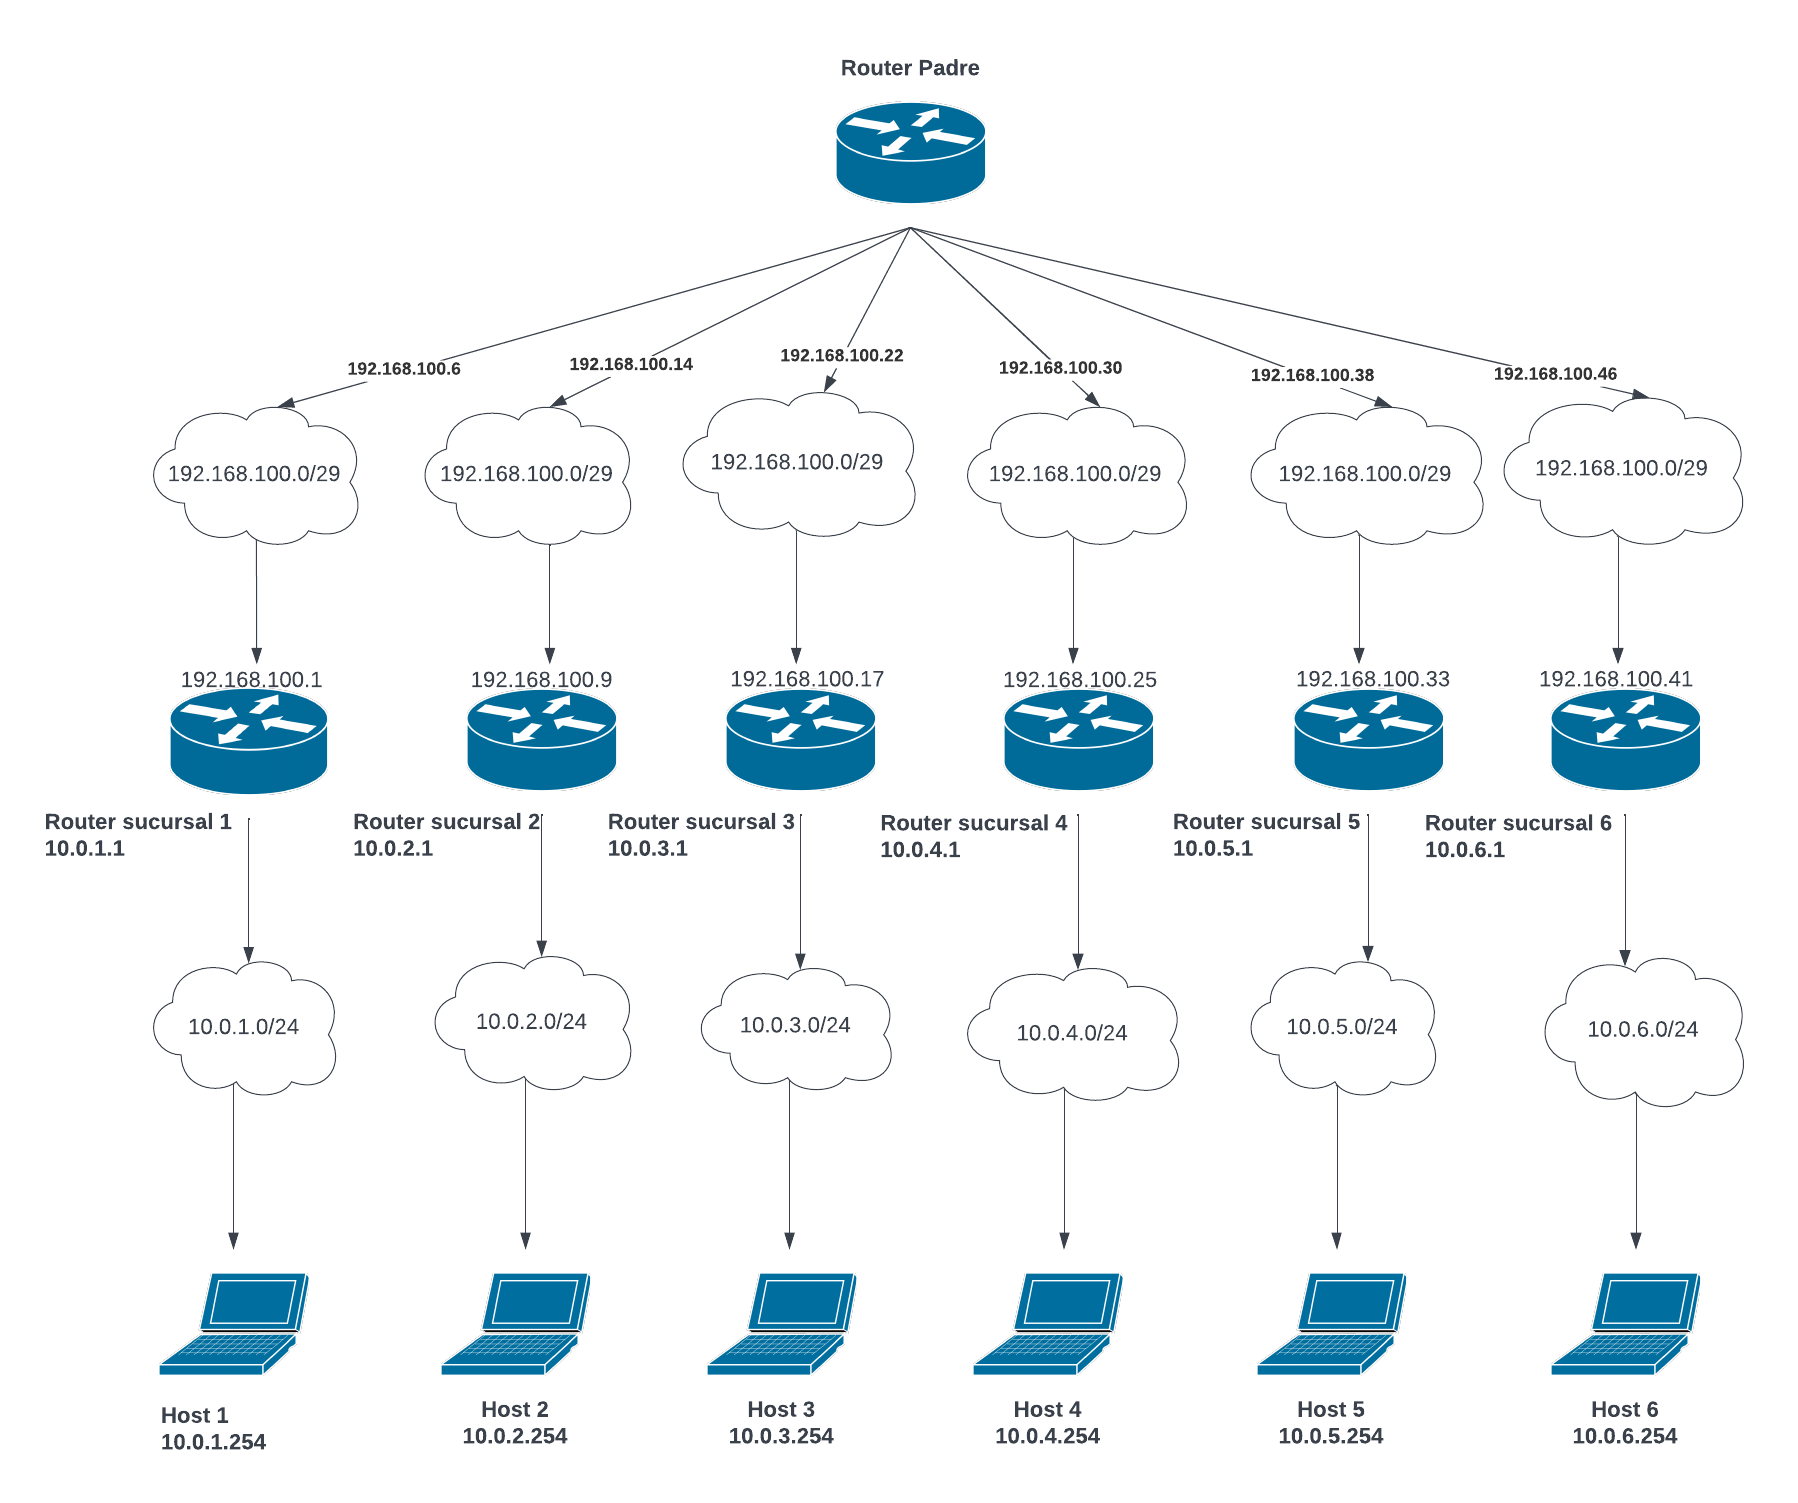 Router Padre
192.168.100.6
192.168.100.14
192.168.100.22
192.168.100.30
192.168.100.38
192.168.100.46
192.168.100.0/29
192.168.100.0/29
192.168.100.0/29
192.168.100.0/29
192.168.100.0/29
192.168.100.0/29
192.168.100.1
192.168.100.9
192.168.100.17
192.168.100.25
192.168.100.33
192.168.100.41
Router sucursal 1
10.0.1.1
Router sucursal 2
10.0.2.1
Router sucursal 3
10.0.3.1
Router sucursal 4
10.0.4.1
Router sucursal 5
10.0.5.1
Router sucursal 6
10.0.6.1
10.0.1.0/24
10.0.2.0/24
10.0.3.0/24
10.0.4.0/24
10.0.5.0/24
10.0.6.0/24
Host 1
10.0.1.254
Host 2
10.0.2.254
Host 3
10.0.3.254
Host 4
10.0.4.254
Host 5
10.0.5.254
Host 6
10.0.6.254